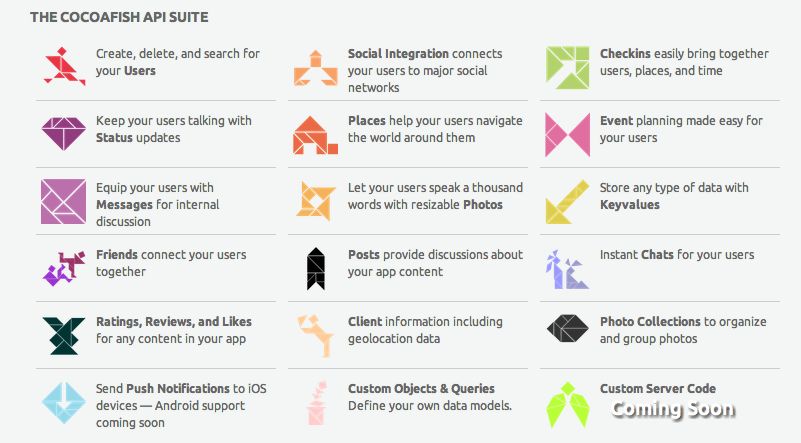 THE COCOAFISH API SUITE
Create, delete, and search for
your Users
Social Integration connects
your users to major social
networks
Checkins easily bring together
users, places, and time
Keep your users talking with
Status updates
Places help your users navigate
the world around them
Event planning made easy for
your users
Equip your users with
Messages for internal
discussion
Let your users speak a thousand
words with resizable Photos
Store any type of data with
Keyvalues
Friends connect your users
together
Posts provide discussions about
your app content
Instant Chats for your users
Ratings, Reviews, and Likes
for any content in your app
Client information including
geolocation data
Photo Collections to organize
and group photos
Send Push Notifications to iOS
devices — Android support
coming soon
Custom Objects & Queries
Define your own data models.
Custom Server Code
Coming Soon